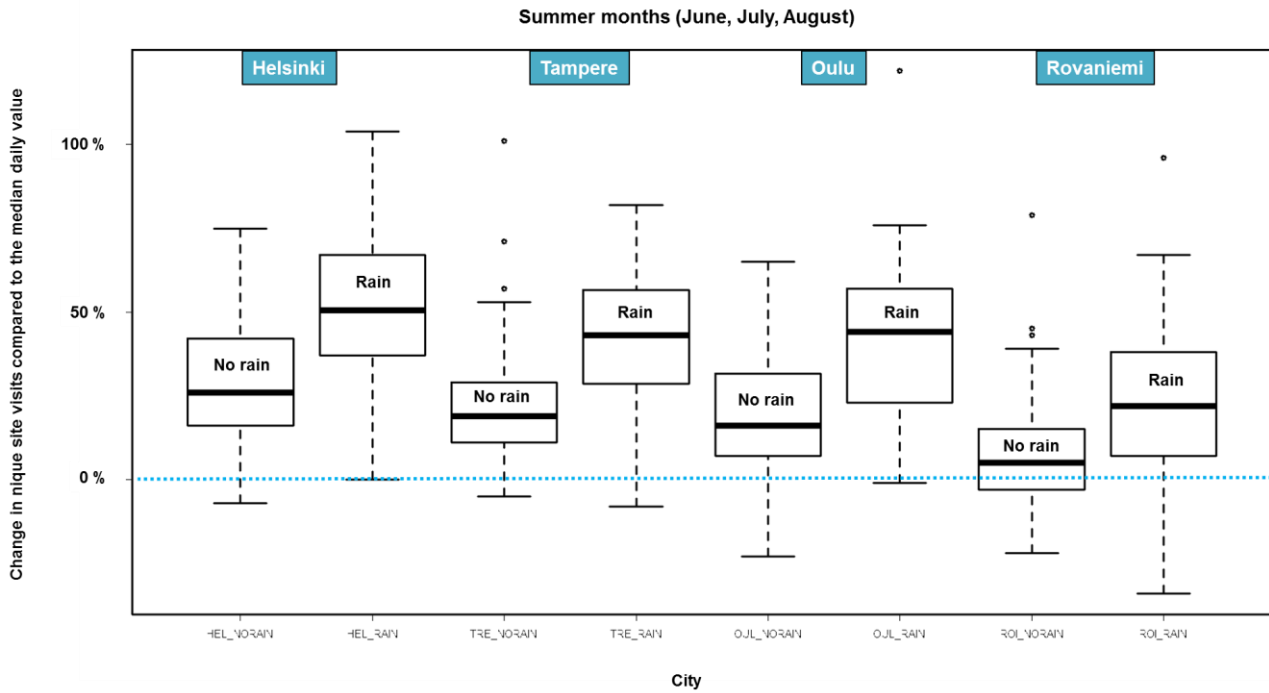 Summer months (June, July, August)
Helsinki
Tampere
Oulu
Rovaniemi
Change in nique site visits compared to the median daily value
100 %
50 %
0 %
No rain
Rain
No rain
Rain
No rain
Rain
No rain
Rain
HEL_NORAIN
HEL_RAIN
TRE_NORAIN
TRE_RAIN
OUL_NORAIN
OUL_RAIN
ROI_NORAIN
ROI_RAIN
City